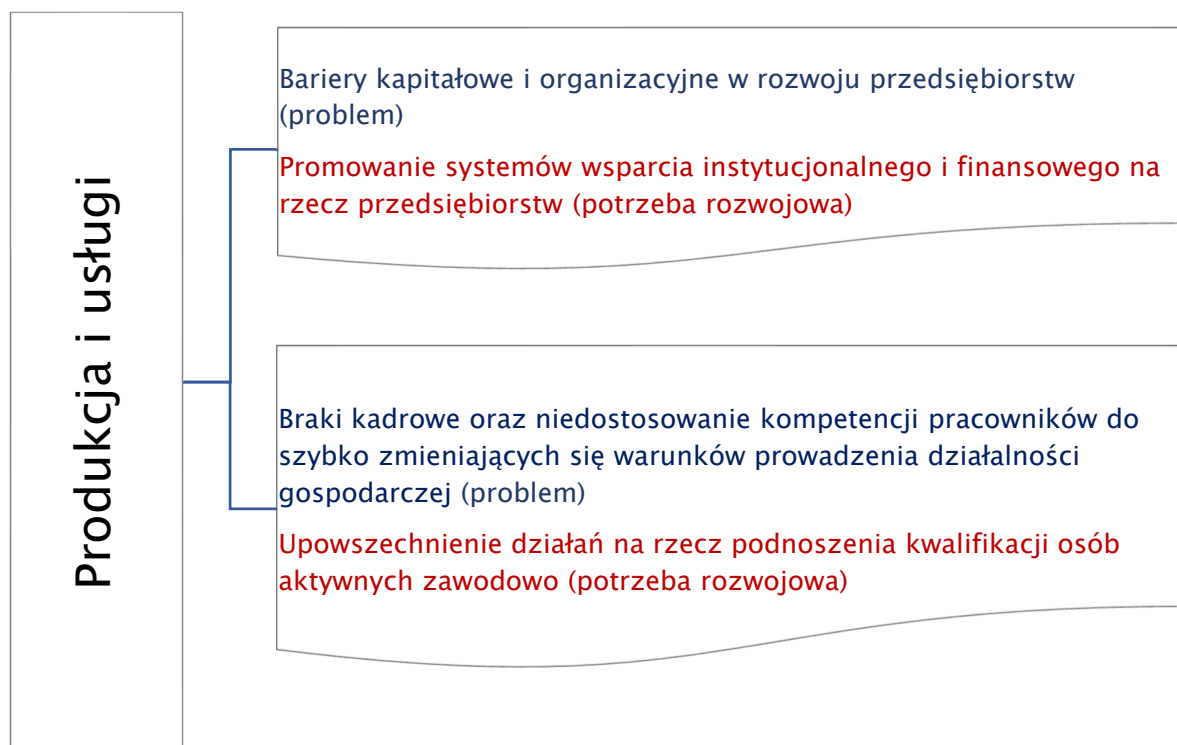 Produkcja i usługi
Bariery kapitałowe i organizacyjne w rozwoju przedsiębiorstw
(problem)
Promowanie systemów wsparcia instytucjonalnego i finansowego na
rzecz przedsiębiorstw (potrzeba rozwojowa)
Braki kadrowe oraz niedostosowanie kompetencji pracowników do
szybko zmieniających się warunków prowadzenia działalności
gospodarczej (problem)
Upowszechnienie działań na rzecz podnoszenia kwalifikacji osób
aktywnych zawodowo (potrzeba rozwojowa)